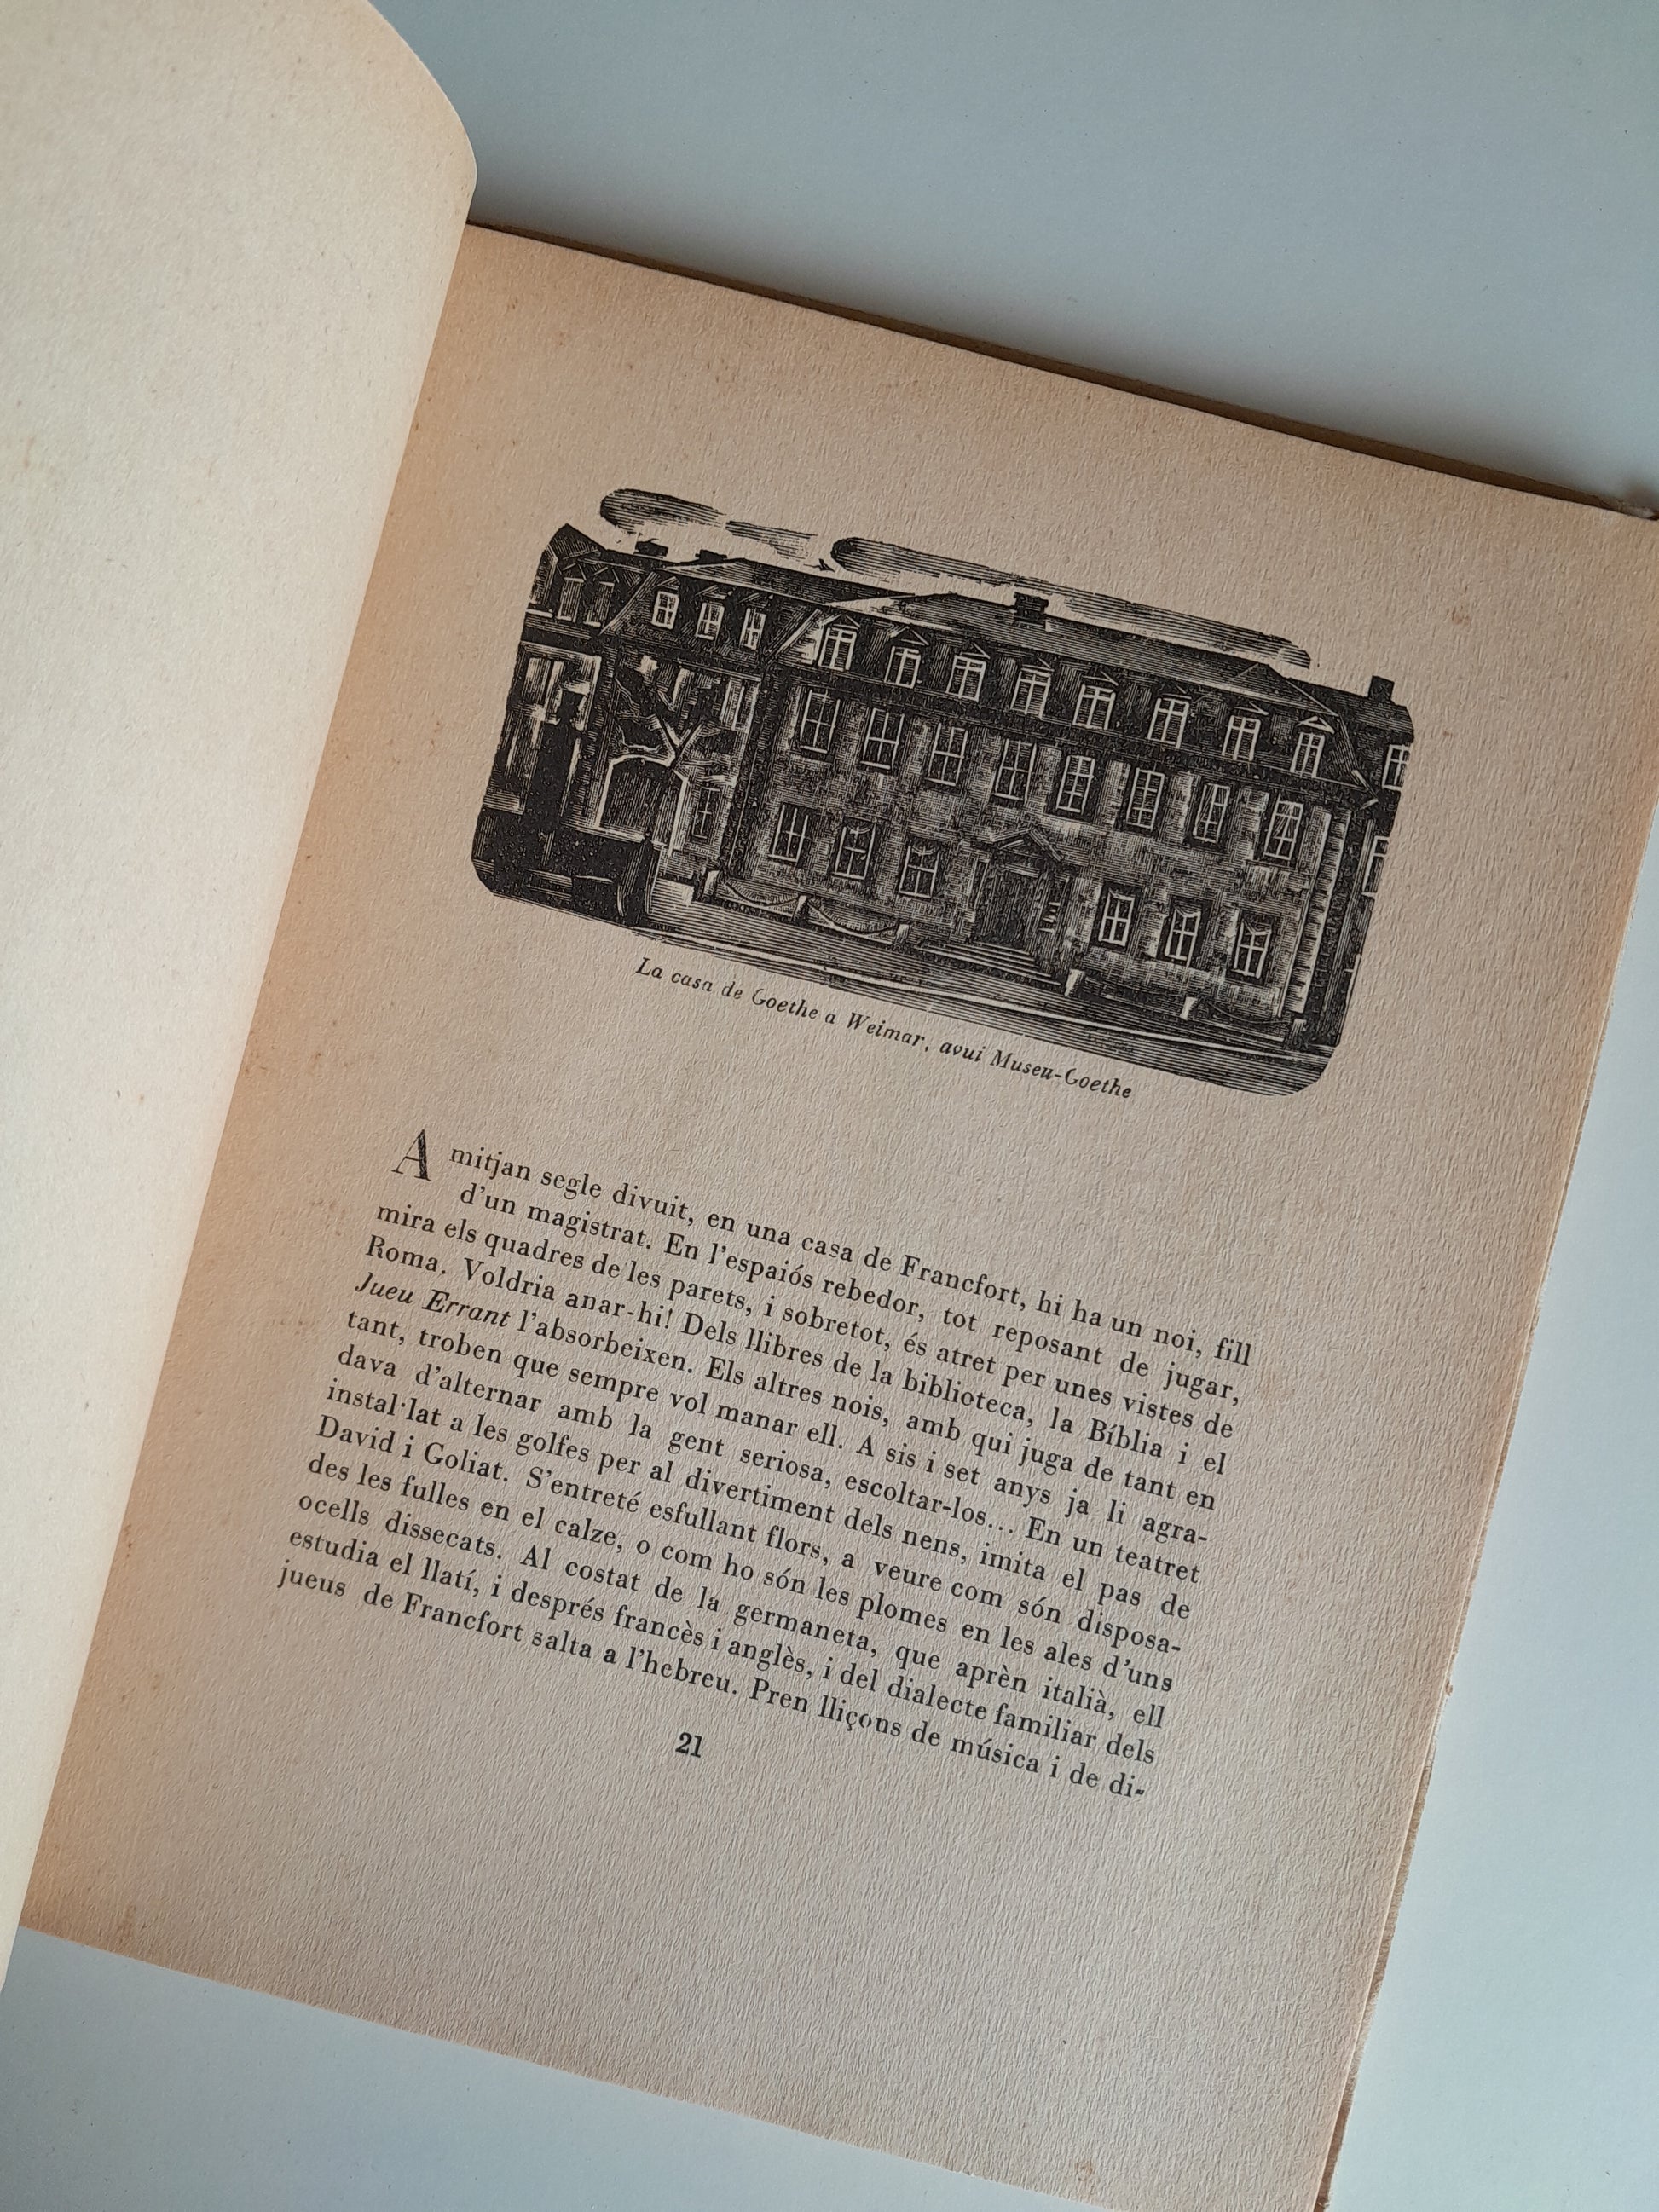 La casa de Goethe a Weimar, avui Museu-Goethe
A mitjan segle divuit, en una casa de Francfort, hi ha un noi, fill
d'un magistrat. En l'espaiós rebedor, tot reposant de jugar,
mira els quadres de les parets, i sobretot, és atret per unes vistes de
Roma. Voldria anar-hi! Dels llibres de la biblioteca, la Bíblia i el
Jueu Errant l'absorbeixen. Els altres nois, amb qui juga de tant en
tant, troben que sempre vol manar ell. A sis i set anys ja li agra-
dava d'alternar amb la gent seriosa, escoltar-los... En un teatret
instal·lat a les golfes per al divertiment dels nens, imita el pas de
David i Goliat. S'entreté esfullant flors, a veure com són disposa-
des les fulles en el calze, o com ho són les plomes en les ales d'uns
ocells dissecats. Al costat de la germaneta, que aprèn italià, ell
estudia el llatí, i després francès i anglès, i del dialecte familiar dels
jueus de Francfort salta a l'hebreu. Pren lliçons de música i de di-
21